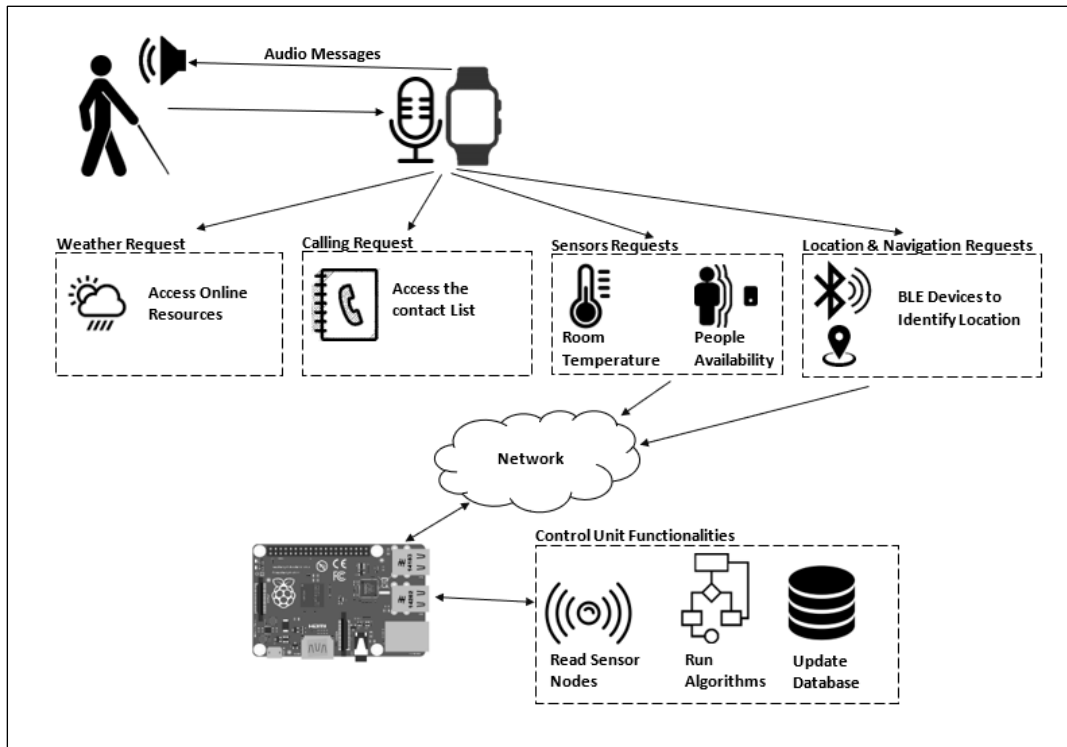 Audio Messages
Weather Request
Access Online
Resources
Calling Request
Access the
contact List
Sensors Requests
Room
Temperature
People
Availability
Location & Navigation Requests
BLE Devices to
Identify Location
Network
Control Unit Functionalities
Read Sensor
Nodes
Run
Algorithms
Update
Database